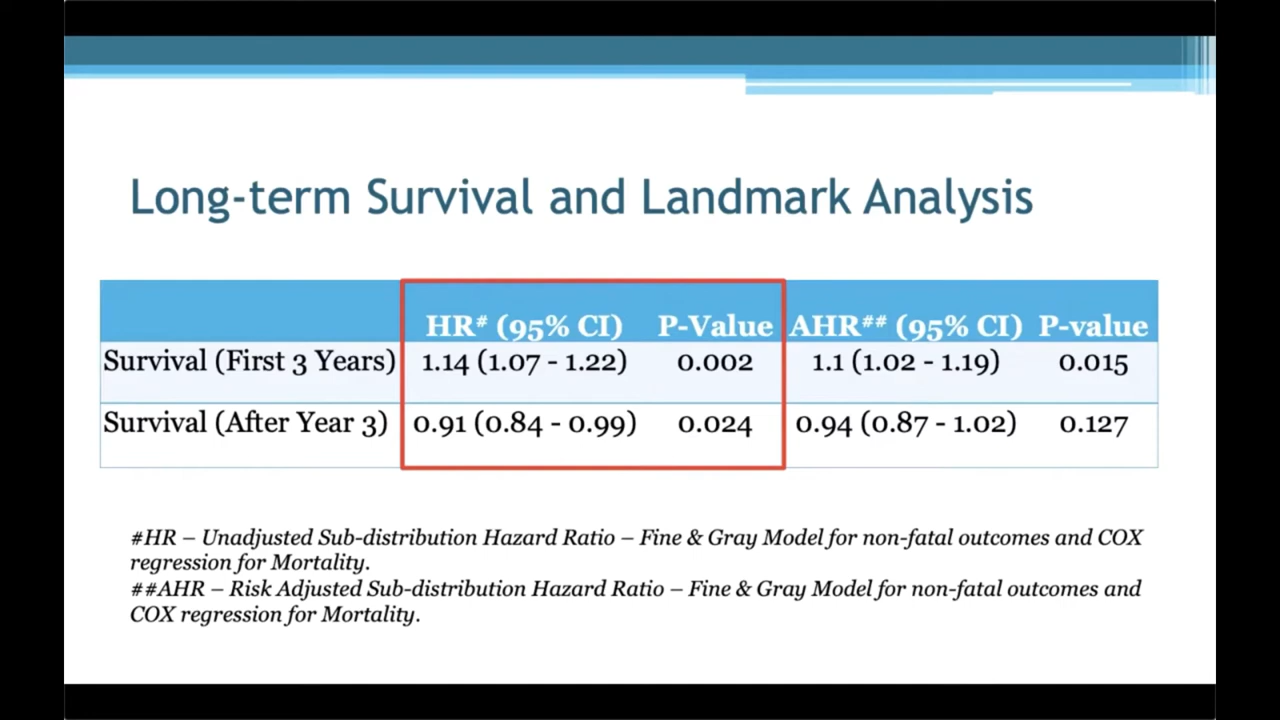 Long-term Survival and Landmark Analysis
HR# (95% CI) P-Value AHR## (95% CI) P-value
Survival (First 3 Years) 1.14 (1.07 - 1.22) 0.002 1.1 (1.02 - 1.19) 0.015
Survival (After Year 3) 0.91 (0.84 - 0.99) 0.024 0.94 (0.87 - 1.02) 0.127
#HR – Unadjusted Sub-distribution Hazard Ratio – Fine & Gray Model for non-fatal outcomes and COX
regression for Mortality.
##AHR – Risk Adjusted Sub-distribution Hazard Ratio – Fine & Gray Model for non-fatal outcomes and
COX regression for Mortality.